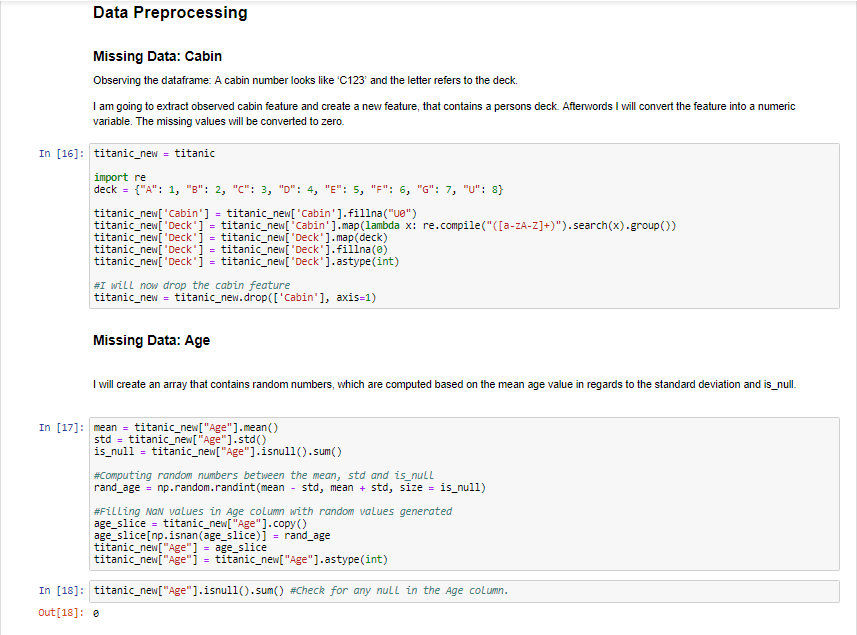 Data Preprocessing
Missing Data: Cabin
Observing the dataframe: A cabin number looks like ‘C123’ and the letter refers to the deck.
I am going to extract observed cabin feature and create a new feature, that contains a persons deck. Afterwords I will convert the feature into a numeric
variable. The missing values will be converted to zero.
In [16]: titanic_new = titanic
import re
deck = {"A": 1, "B": 2, "C": 3, "D": 4, "E": 5, "F": 6, "G": 7, "U": 8}
titanic_new['Cabin'] = titanic_new['Cabin'].fillna("U0")
titanic_new['Deck'] = titanic_new['Cabin'].map(lambda x: re.compile("([a-zA-Z]+)").search(x).group())
titanic_new['Deck'] = titanic_new['Deck'].map(deck)
titanic_new['Deck'] = titanic_new['Deck'].fillna(0)
titanic_new['Deck'] = titanic_new['Deck'].astype(int)
#I will now drop the cabin feature
titanic_new = titanic_new.drop(['Cabin'], axis=1)
Missing Data: Age
I will create an array that contains random numbers, which are computed based on the mean age value in regards to the standard deviation and is_null.
In [17]: mean = titanic_new["Age"].mean()
std = titanic_new["Age"].std()
is_null = titanic_new["Age"].isnull().sum()
#Computing random numbers between the mean, std and is_null
rand_age = np.random.randint(mean - std, mean + std, size = is_null)
#Filling NaN values in Age column with random values generated
age_slice = titanic_new["Age"].copy()
age_slice[np.isnan(age_slice)] = rand_age
titanic_new["Age"] = age_slice
titanic_new["Age"] = titanic_new["Age"].astype(int)
In [18]: titanic_new["Age"].isnull().sum() #Check for any null in the Age column.
Out[18]: 0